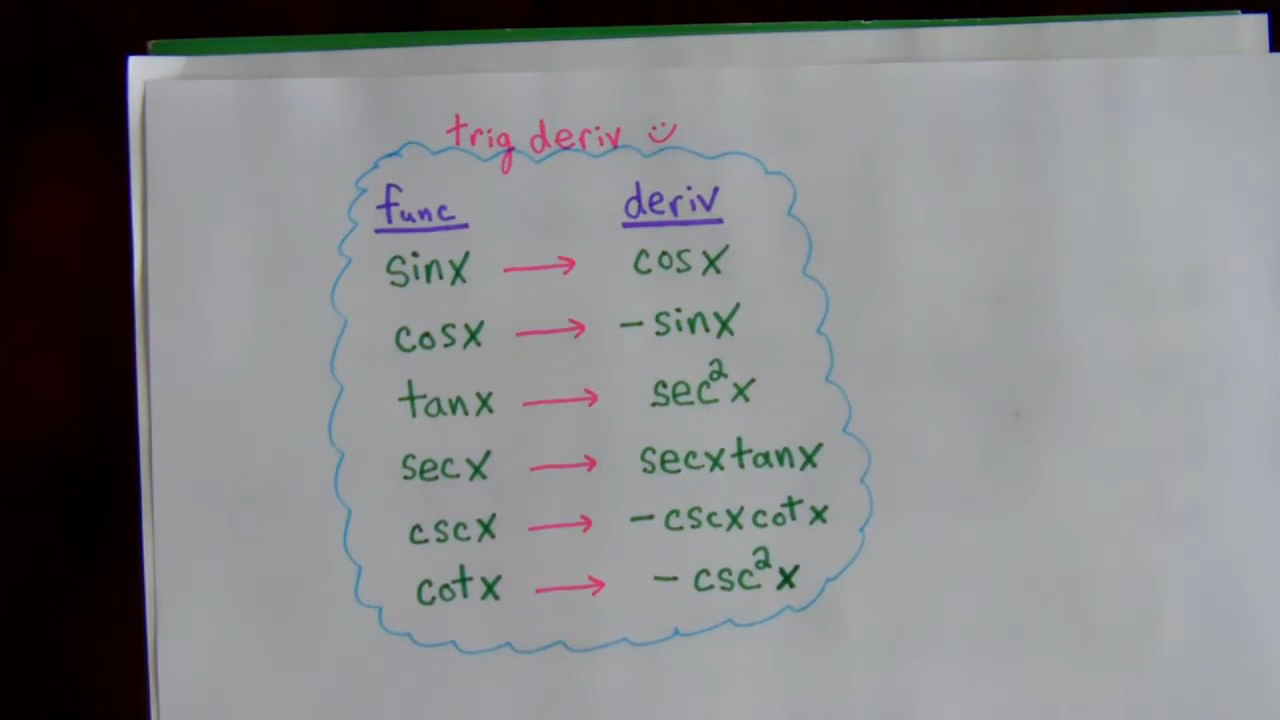 trig deriv ☺
func deriv
sinx → cosx
cosx → -sinx
tanx → sec²x
secx → secxtanx
cscx → -cscxcotx
cotx → -csc²x